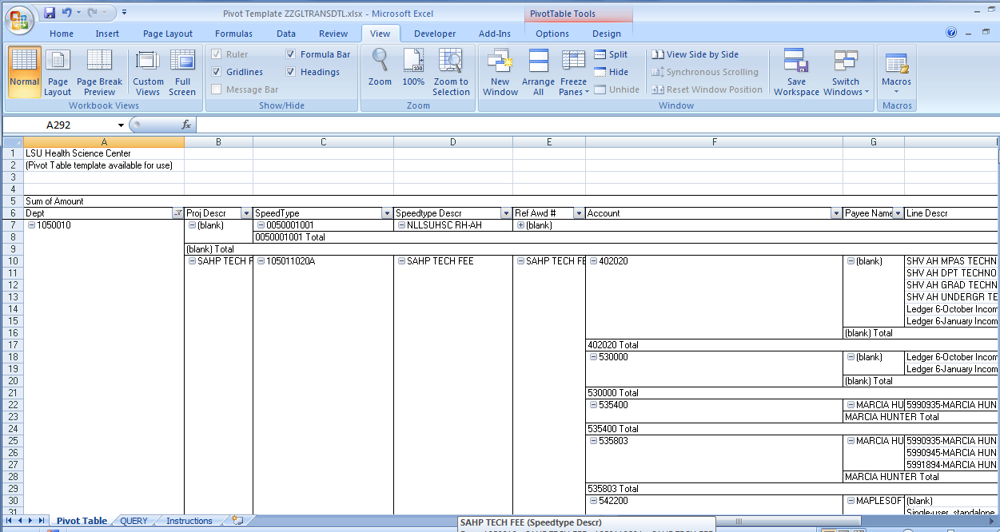 Pivot Template ZZGLTRANSDTL.xlsx - Microsoft Excel
PivotTable Tools
Home Insert Page Layout Formulas Data Review View Developer Add-Ins Options Design
Normal
Page Layout
Page Break Preview
Custom Views
Full Screen
Workbook Views
Ruler
Gridlines
Message Bar
Formula Bar
Headings
Show/Hide
Zoom
100%
Zoom to Selection
Zoom
New Window
Arrange All
Freeze Panes
Split
Hide
Unhide
View Side by Side
Synchronous Scrolling
Reset Window Position
Window
Save Workspace
Switch Windows
Macros
Macros
A292 fx
A B C D E F G
1 LSU Health Science Center
2 (Pivot Table template available for use)
3
4
5 Sum of Amount
6 Dept Proj Descr SpeedType Speedtype Descr Ref Awd # Account Payee Name Line Descr
7 1050010 (blank) 0050001001 NLLSUHSC RH-AH (blank)
8 0050001001 Total
9 (blank) Total
10 SAHP TECH F 105011020A SAHP TECH FEE SAHP TECH FE 402020 (blank) SHV AH MPAS TECHN
11 SHV AH DPT TECHNO
12 SHV AH GRAD TECHN
13 SHV AH UNDERGR TE
14 Ledger 6-October Incom
15 Ledger 6-January Incom
16 (blank) Total
17 402020 Total
18 530000 (blank) Ledger 6-October Incom
19 Ledger 6-January Incom
20 (blank) Total
21 530000 Total
22 535400 MARCIA HU 5990935-MARCIA HUN
23 MARCIA HUNTER Total
24 535400 Total
25 535803 MARCIA HU 5990935-MARCIA HUN
26 5990945-MARCIA HUN
27 5991894-MARCIA HUN
28 MARCIA HUNTER Total
29 535803 Total
30 542200 MAPLESOFT (blank)
31 Single-user, standalone
Pivot Table QUERY Instructions
SAHP TECH FEE (Speedtype Descr)